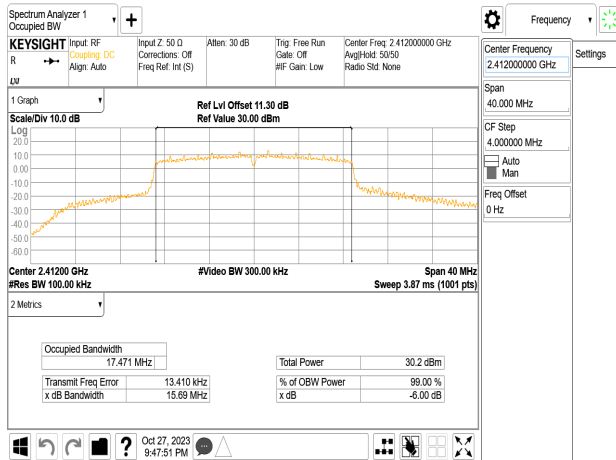 Spectrum Analyzer 1
Occupied BW
Frequency
KEYSIGHT
R
Input: RF
Coupling: DC
Align: Auto
Input Z: 50 Ω
Corrections: Off
Freq Ref: Int (S)
Atten: 30 dB
Trig: Free Run
Gate: Off
#IF Gain: Low
Center Freq: 2.412000000 GHz
Avg|Hold: 50/50
Radio Std: None
Center Frequency
2.412000000 GHz
Settings
Span
40.000 MHz
CF Step
4.000000 MHz
Auto
Man
Freq Offset
0 Hz
1 Graph
Scale/Div 10.0 dB
Ref Lvl Offset 11.30 dB
Ref Value 30.00 dBm
Log
20.0
10.0
0.00
-10.0
-20.0
-30.0
-40.0
-50.0
-60.0
Center 2.41200 GHz
#Res BW 100.00 kHz
#Video BW 300.00 kHz
Span 40 MHz
Sweep 3.87 ms (1001 pts)
2 Metrics
Occupied Bandwidth
17.471 MHz
Transmit Freq Error 13.410 kHz
x dB Bandwidth 15.69 MHz
Total Power 30.2 dBm
% of OBW Power 99.00 %
x dB -6.00 dB
?
Oct 27, 2023
9:47:51 PM